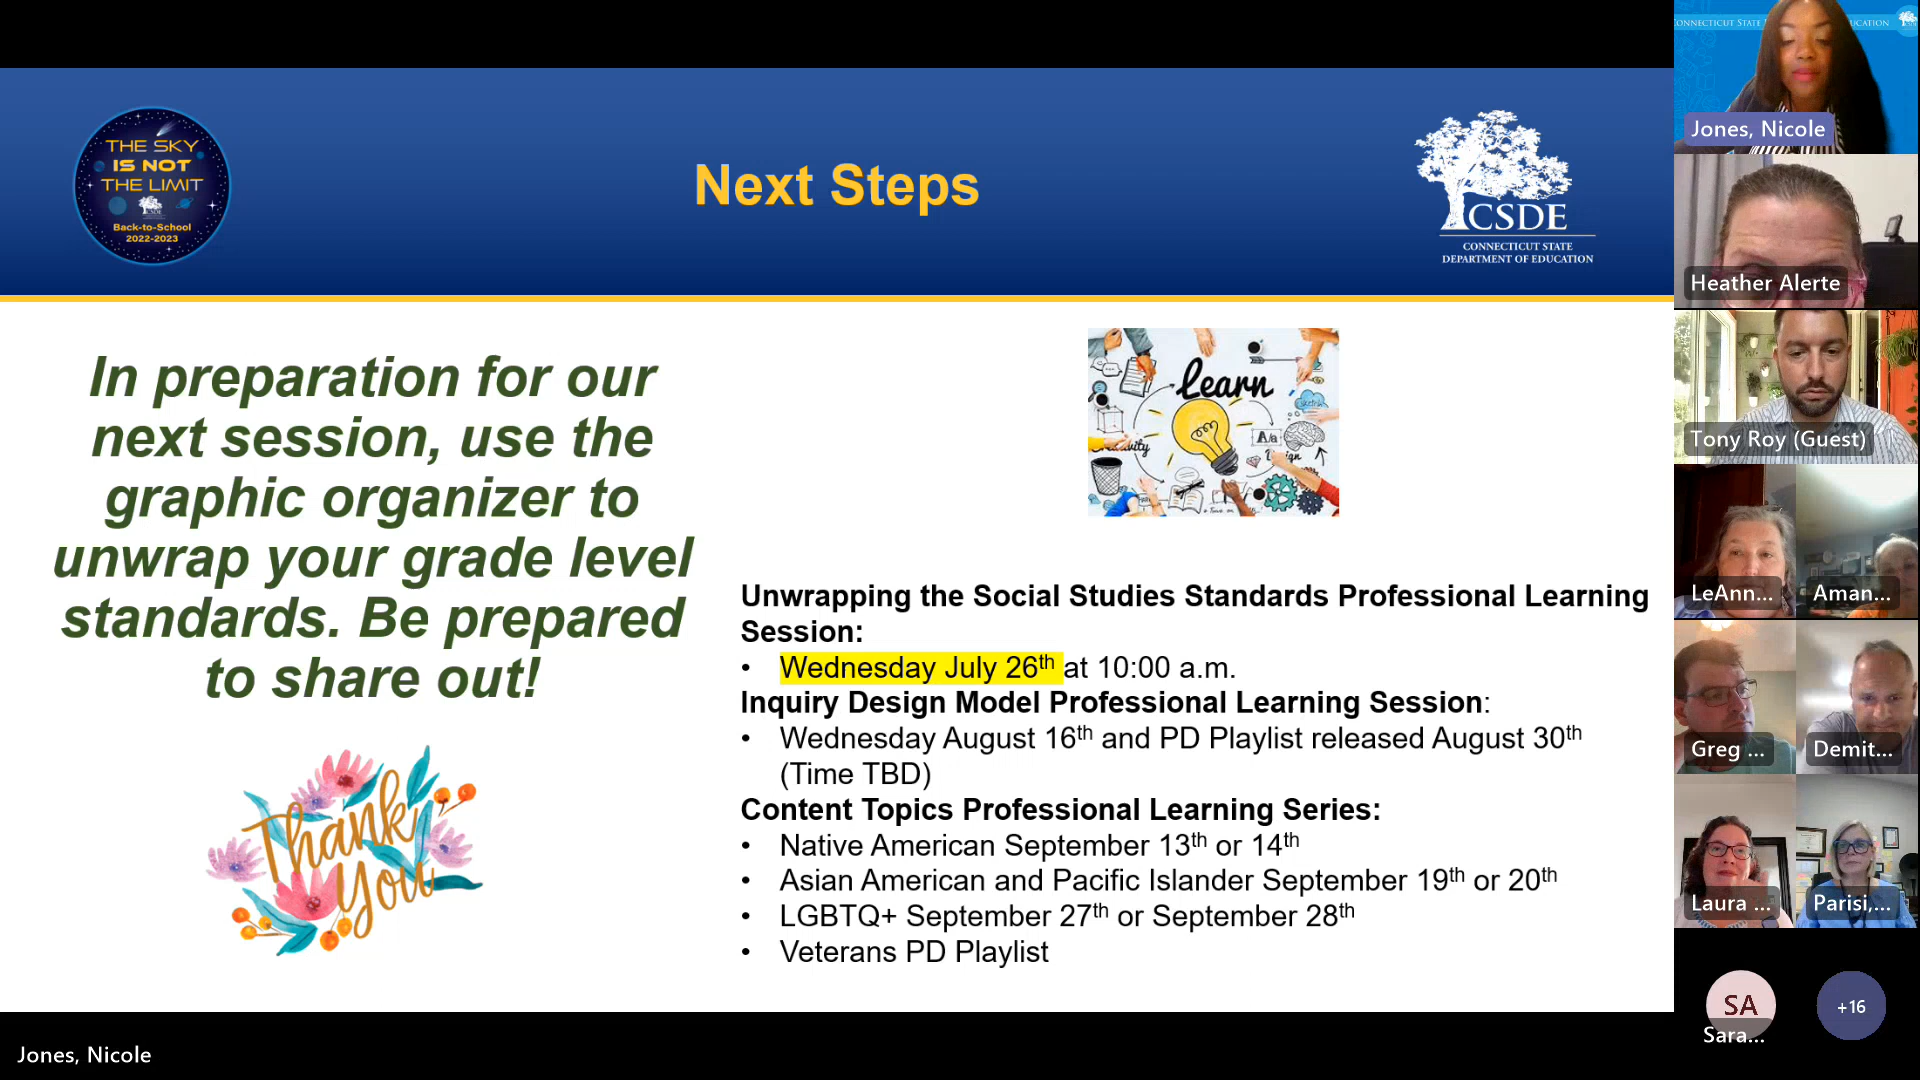 THE SKY
IS NOT
THE LIMIT
CSDE
Back-to-School
2022-2023
Next Steps
CSDE
CONNECTICUT STATE
DEPARTMENT OF EDUCATION
In preparation for our
next session, use the
graphic organizer to
unwrap your grade level
standards. Be prepared
to share out!
Thank
You
Learn
A/a
Unwrapping the Social Studies Standards Professional Learning
Session:
• Wednesday July 26th at 10:00 a.m.
Inquiry Design Model Professional Learning Session:
• Wednesday August 16th and PD Playlist released August 30th
(Time TBD)
Content Topics Professional Learning Series:
• Native American September 13th or 14th
• Asian American and Pacific Islander September 19th or 20th
• LGBTQ+ September 27th or September 28th
• Veterans PD Playlist
CONNECTICUT STATE
Jones, Nicole
Heather Alerte
Tony Roy (Guest)
LeAnn...
Aman...
Greg ...
Demit...
Laura ...
Parisi,...
SA
Sara...
+16
Jones, Nicole